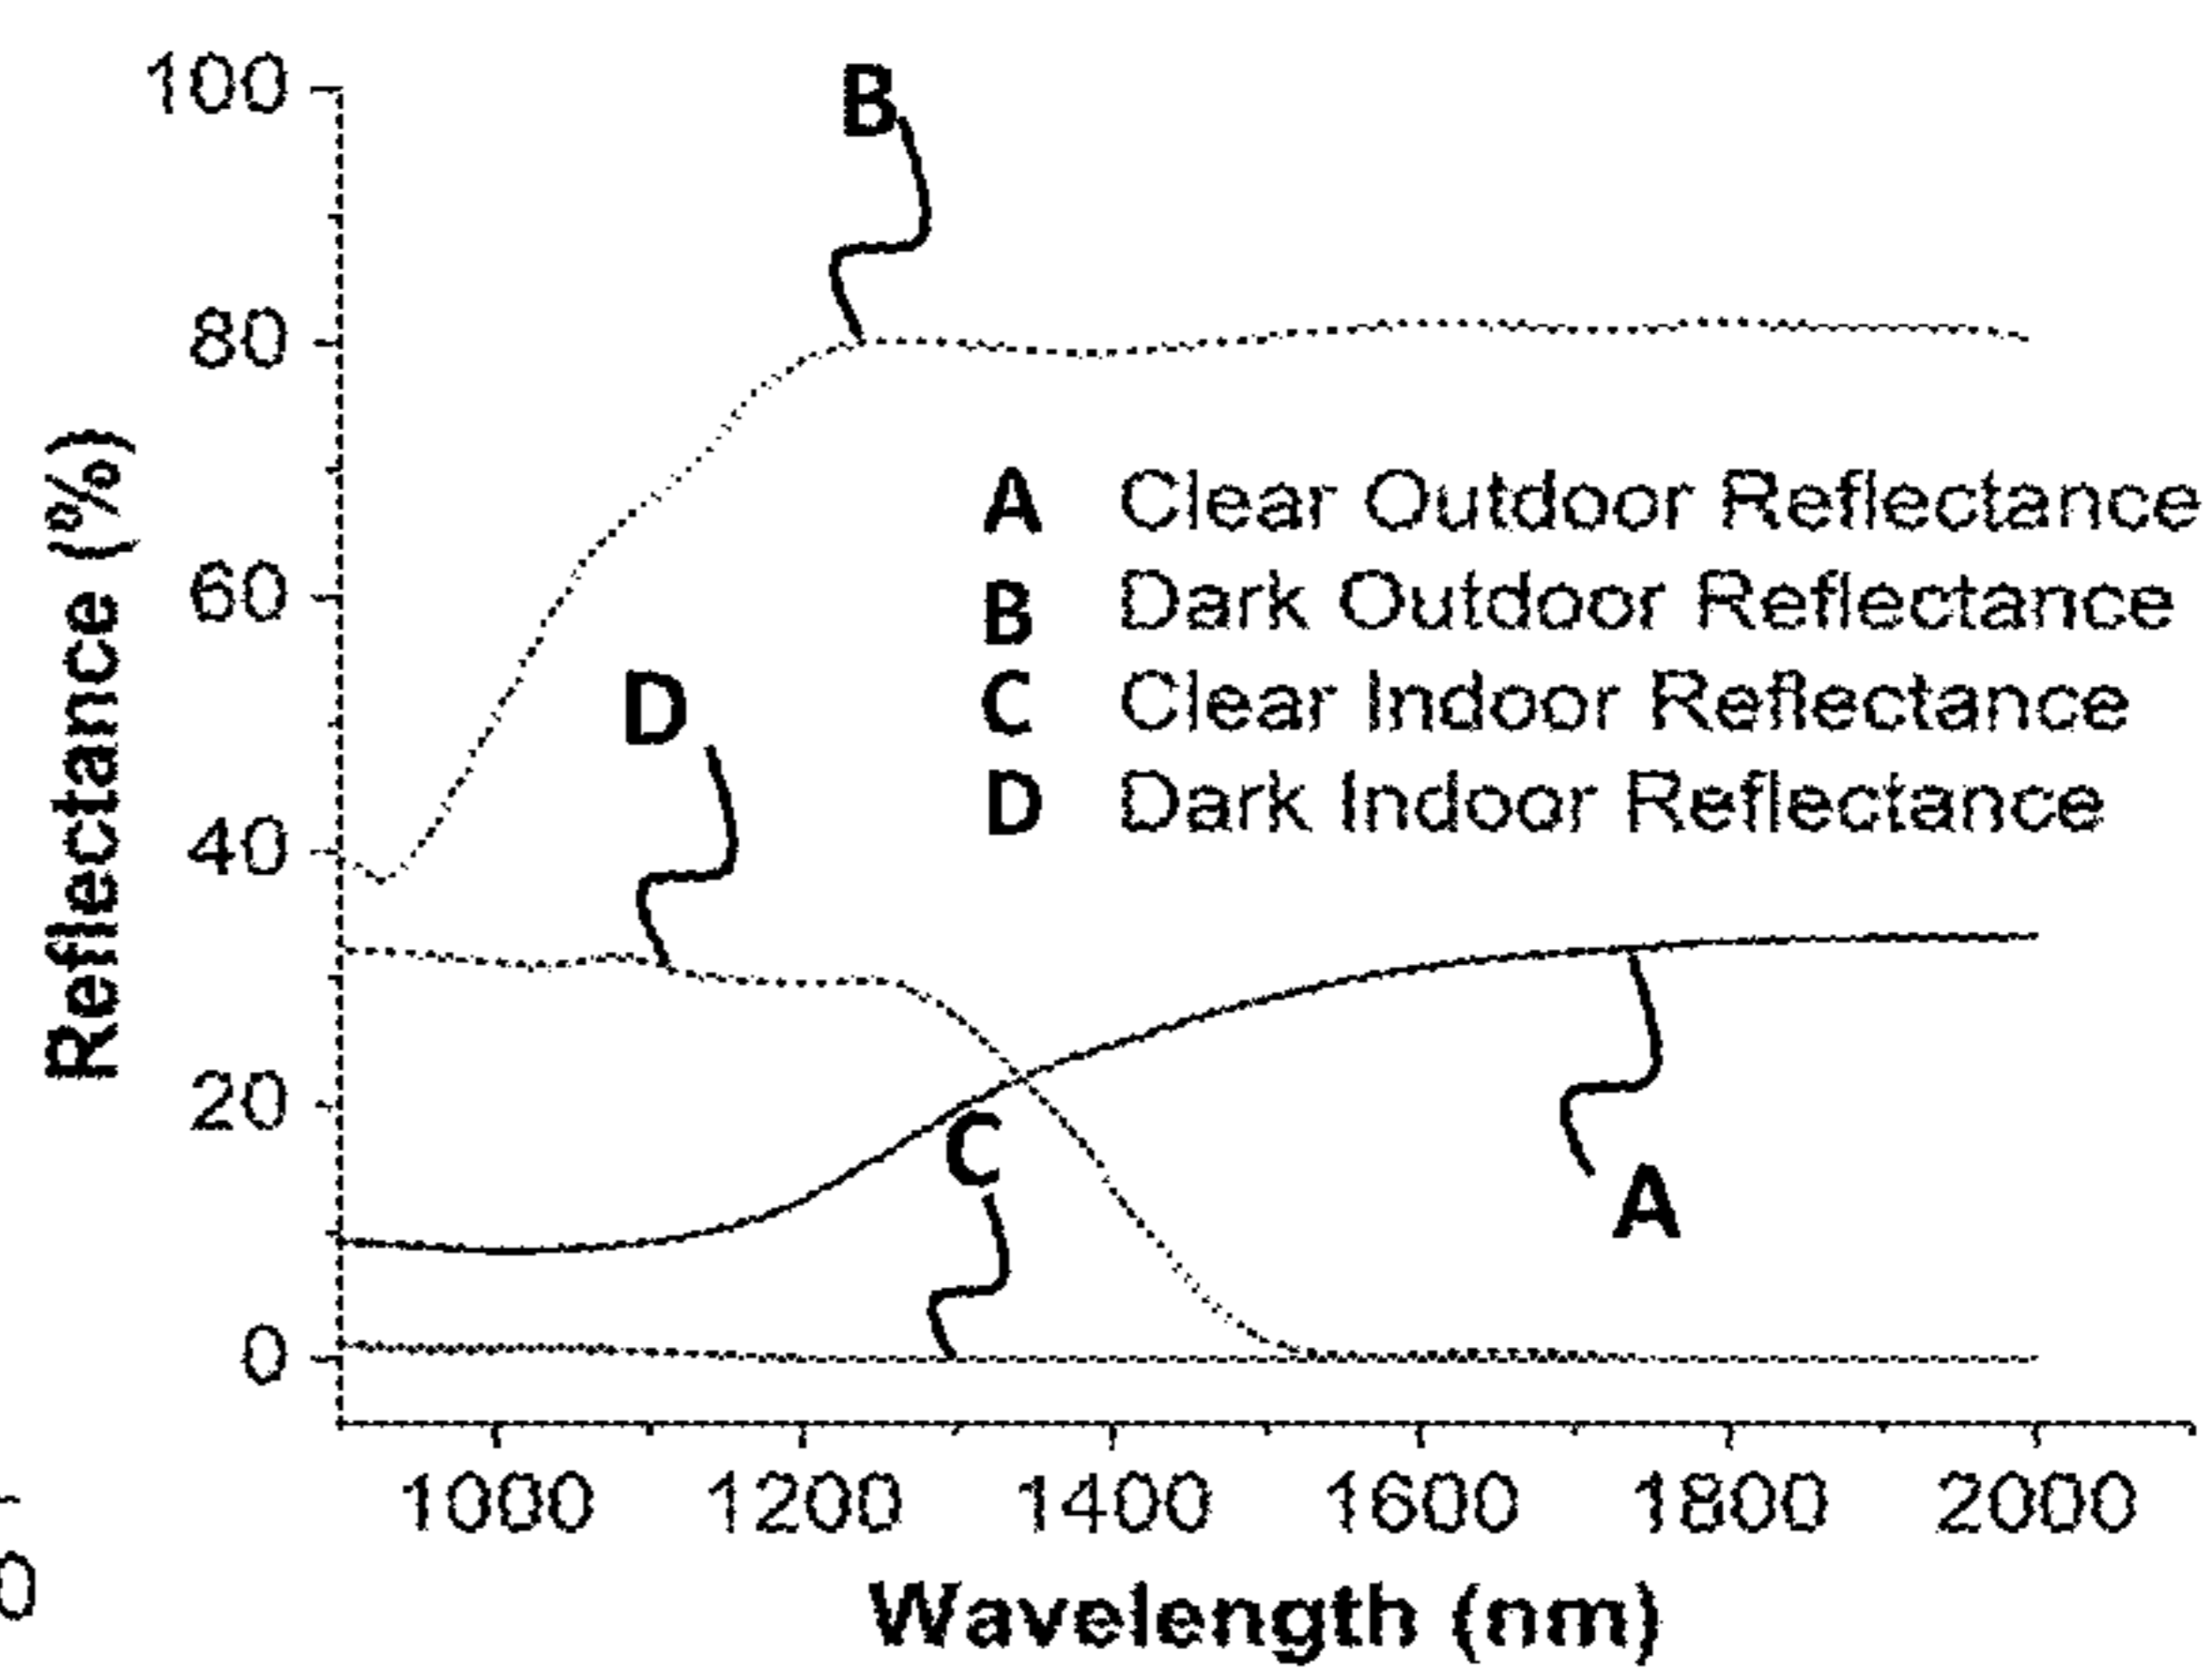 100
80
60
40
20
0
Reflectance (%)
B
D
C
A
A Clear Outdoor Reflectance
B Dark Outdoor Reflectance
C Clear Indoor Reflectance
D Dark Indoor Reflectance
1000 1200 1400 1600 1800 2000
Wavelength (nm)
0